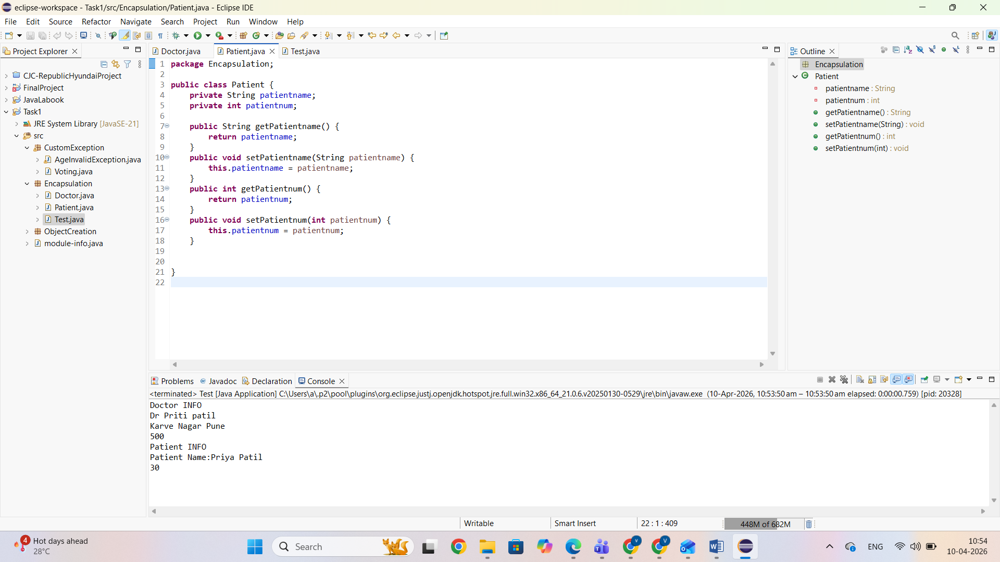 eclipse-workspace - Task1/src/Encapsulation/Patient.java - Eclipse IDE
File Edit Source Refactor Navigate Search Project Run Window Help
Project Explorer
CJC-RepublicHyundaiProject
FinalProject
JavaLabook
Task1
JRE System Library [JavaSE-21]
src
CustomException
AgeInvalidException.java
Voting.java
Encapsulation
Doctor.java
Patient.java
Test.java
ObjectCreation
module-info.java
Doctor.java Patient.java Test.java
1 package Encapsulation;
2
3 public class Patient {
4 private String patientname;
5 private int patientnum;
6
7 public String getPatientname() {
8 return patientname;
9 }
10 public void setPatientname(String patientname) {
11 this.patientname = patientname;
12 }
13 public int getPatientnum() {
14 return patientnum;
15 }
16 public void setPatientnum(int patientnum) {
17 this.patientnum = patientnum;
18 }
19
20
21 }
22
Outline
Encapsulation
Patient
patientname : String
patientnum : int
getPatientname() : String
setPatientname(String) : void
getPatientnum() : int
setPatientnum(int) : void
Problems @ Javadoc Declaration Console
<terminated> Test [Java Application] C:\Users\a\.p2\pool\plugins\org.eclipse.justj.openjdk.hotspot.jre.full.win32.x86_64_21.0.6.v20250130-0529\jre\bin\javaw.exe (10-Apr-2026, 10:53:50 am – 10:53:50 am elapsed: 0:00:00.759) [pid: 20328]
Doctor INFO
Dr Priti patil
Karve Nagar Pune
500
Patient INFO
Patient Name:Priya Patil
30
Writable Smart Insert 22 : 1 : 409 448M of 682M
4 Hot days ahead
28°C
Search
ENG
10:54
10-04-2026